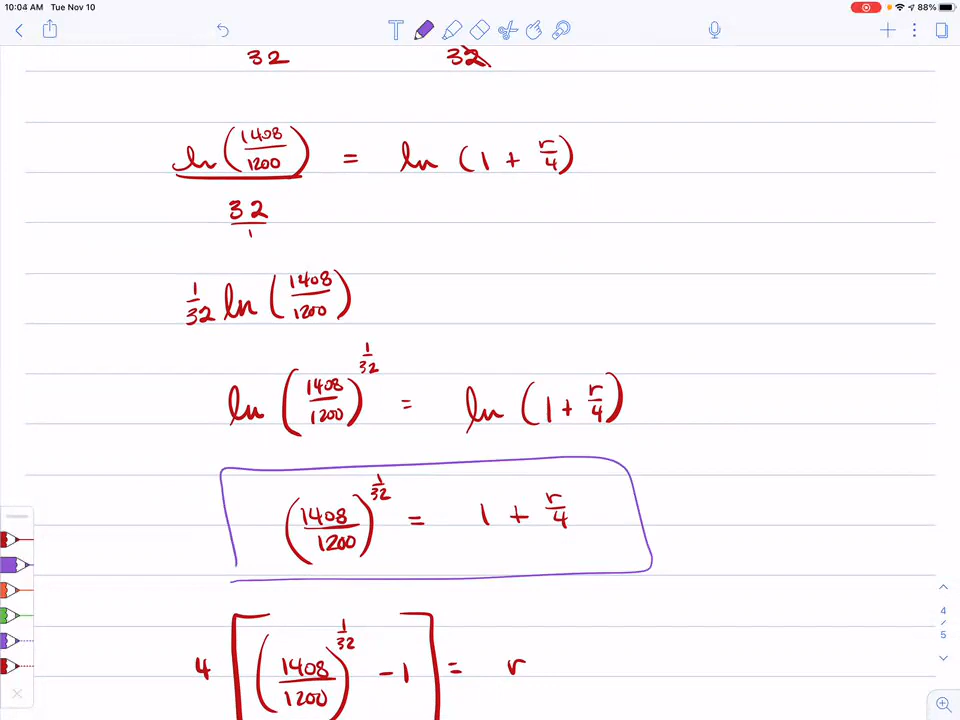 10:04 AM Tue Nov 10 88%
T
32 32
ln(1408/1200) = ln(1 + r/4)
32
1
1/32 ln(1408/1200)
ln(1408/1200)^1/32 = ln(1 + r/4)
(1408/1200)^1/32 = 1 + r/4
4[(1408/1200)^1/32 - 1] = r
4
/
5